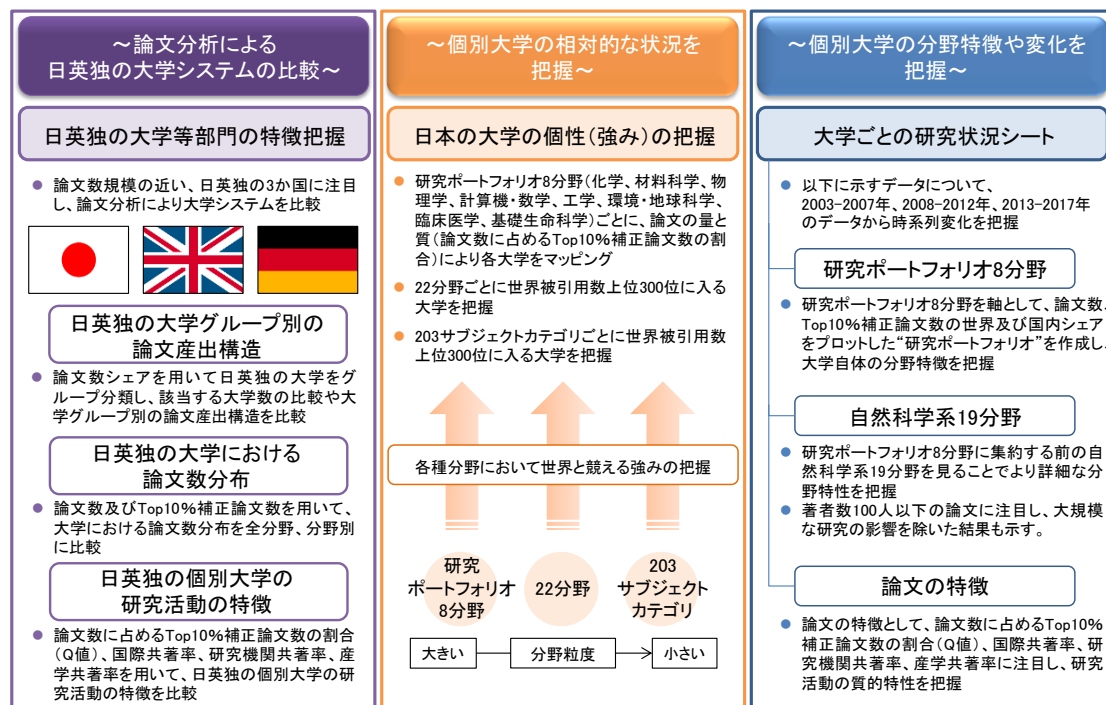 ～論文分析による
日英独の大学システムの比較～
日英独の大学等部門の特徴把握
● 論文数規模の近い、日英独の3か国に注目
し、論文分析により大学システムを比較
日英独の大学グループ別の
論文産出構造
● 論文数シェアを用いて日英独の大学をグ
ループ分類し、該当する大学数の比較や大
学グループ別の論文産出構造を比較
日英独の大学における
論文数分布
● 論文数及びTop10%補正論文数を用いて、
大学における論文数分布を全分野、分野別
に比較
日英独の個別大学の
研究活動の特徴
● 論文数に占めるTop10%補正論文数の割合
（Q値）、国際共著率、研究機関共著率、産
学共著率を用いて、日英独の個別大学の研
究活動の特徴を比較
～個別大学の相対的な状況を
把握～
日本の大学の個性（強み）の把握
● 研究ポートフォリオ8分野（化学、材料科学、物
理学、計算機・数学、工学、環境・地球科学、
臨床医学、基礎生命科学）ごとに、論文の量と
質（論文数に占めるTop10%補正論文数の割
合）により各大学をマッピング
● 22分野ごとに世界被引用数上位300位に入る
大学を把握
● 203サブジェクトカテゴリごとに世界被引用数
上位300位に入る大学を把握
各種分野において世界と競える強みの把握
研究
ポートフォリオ
8分野
22分野
203
サブジェクト
カテゴリ
大きい
分野粒度
小さい
～個別大学の分野特徴や変化を
把握～
大学ごとの研究状況シート
● 以下に示すデータについて、
2003-2007年、2008-2012年、2013-2017年
のデータから時系列変化を把握
研究ポートフォリオ8分野
● 研究ポートフォリオ8分野を軸として、論文数、
Top10%補正論文数の世界及び国内シェア
をプロットした“研究ポートフォリオ”を作成し、
大学自体の分野特徴を把握
自然科学系19分野
● 研究ポートフォリオ8分野に集約する前の自
然科学系19分野を見ることでより詳細な分
野特性を把握
● 著者数100人以下の論文に注目し、大規模
な研究の影響を除いた結果も示す。
論文の特徴
● 論文の特徴として、論文数に占めるTop10%
補正論文数の割合（Q値）、国際共著率、研
究機関共著率、産学共著率に注目し、研究
活動の質的特性を把握